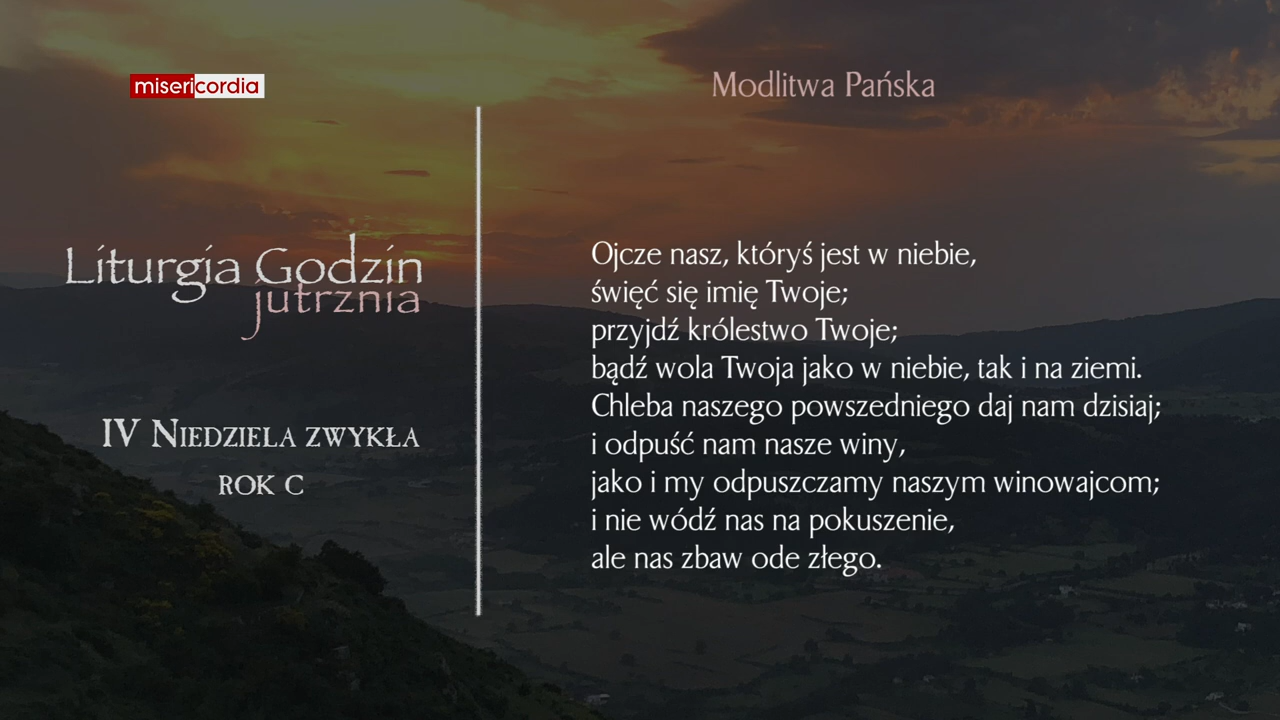 misericordia
Liturgia Godzin
jutrznia
IV Niedziela zwykła
rok C
Modlitwa Pańska
Ojcze nasz, któryś jest w niebie,
święć się imię Twoje;
przyjdź królestwo Twoje;
bądź wola Twoja jako w niebie, tak i na ziemi.
Chleba naszego powszedniego daj nam dzisiaj;
i odpuść nam nasze winy,
jako i my odpuszczamy naszym winowajcom;
i nie wódź nas na pokuszenie,
ale nas zbaw ode złego.